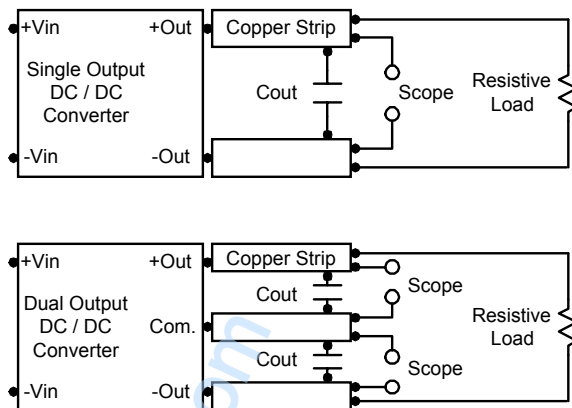 +Vin +Out Copper Strip
Single Output
DC / DC
Converter
Cout
Scope
Resistive
Load
-Vin -Out
+Vin +Out Copper Strip
Cout
Scope
Dual Output
DC / DC
Converter
Com.
Resistive
Load
Cout
Scope
-Vin -Out
com